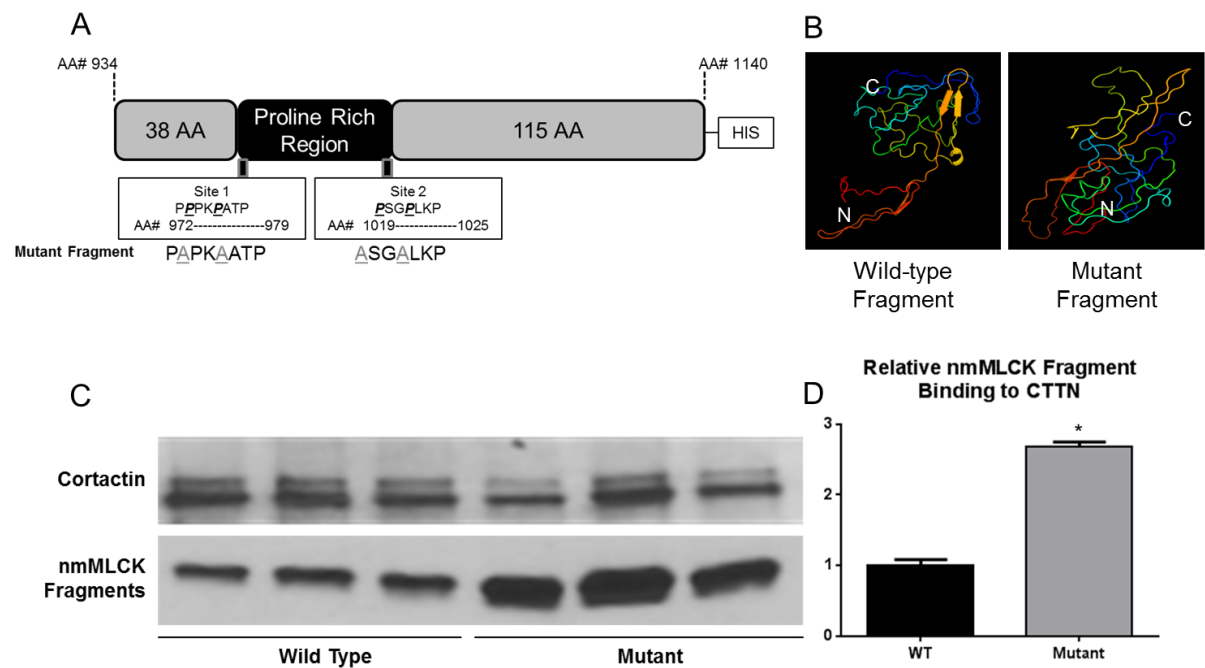 A
AA# 934
AA# 1140
38 AA
Proline Rich
Region
115 AA
HIS
Site 1
PPPKPATP
AA# 972--------------979
Site 2
PSGPLKP
AA# 1019-------------1025
Mutant Fragment
PAPKAATP
ASGALKP
B
C
N
Wild-type
Fragment
C
N
Mutant
Fragment
C
Cortactin
nmMLCK
Fragments
Wild Type
Mutant
D
Relative nmMLCK Fragment
Binding to CTTN
3
2
1
0
*
WT
Mutant